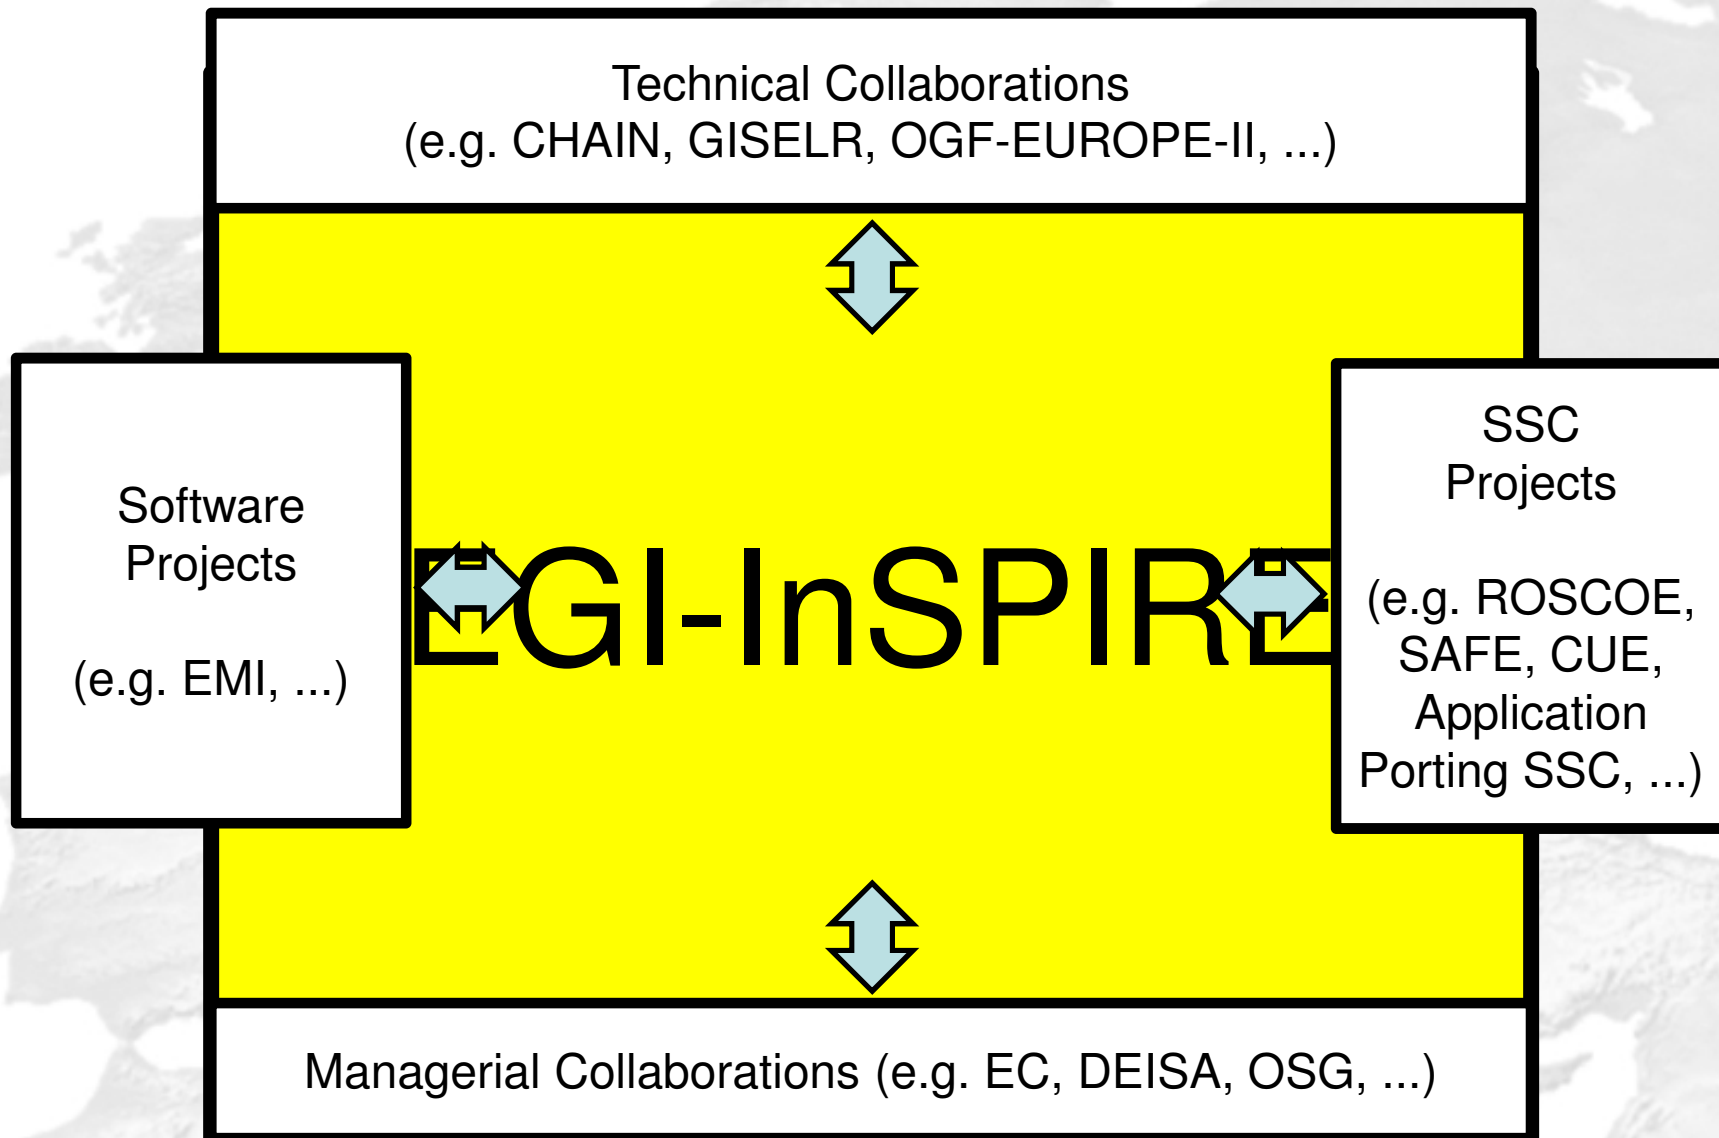 Technical Collaborations
(e.g. CHAIN, GISELR, OGF-EUROPE-II, ...)
Software
Projects
(e.g. EMI, ...)
EGI-InSPIRE
SSC
Projects
(e.g. ROSCOE,
SAFE, CUE,
Application
Porting SSC, ...)
Managerial Collaborations (e.g. EC, DEISA, OSG, ...)